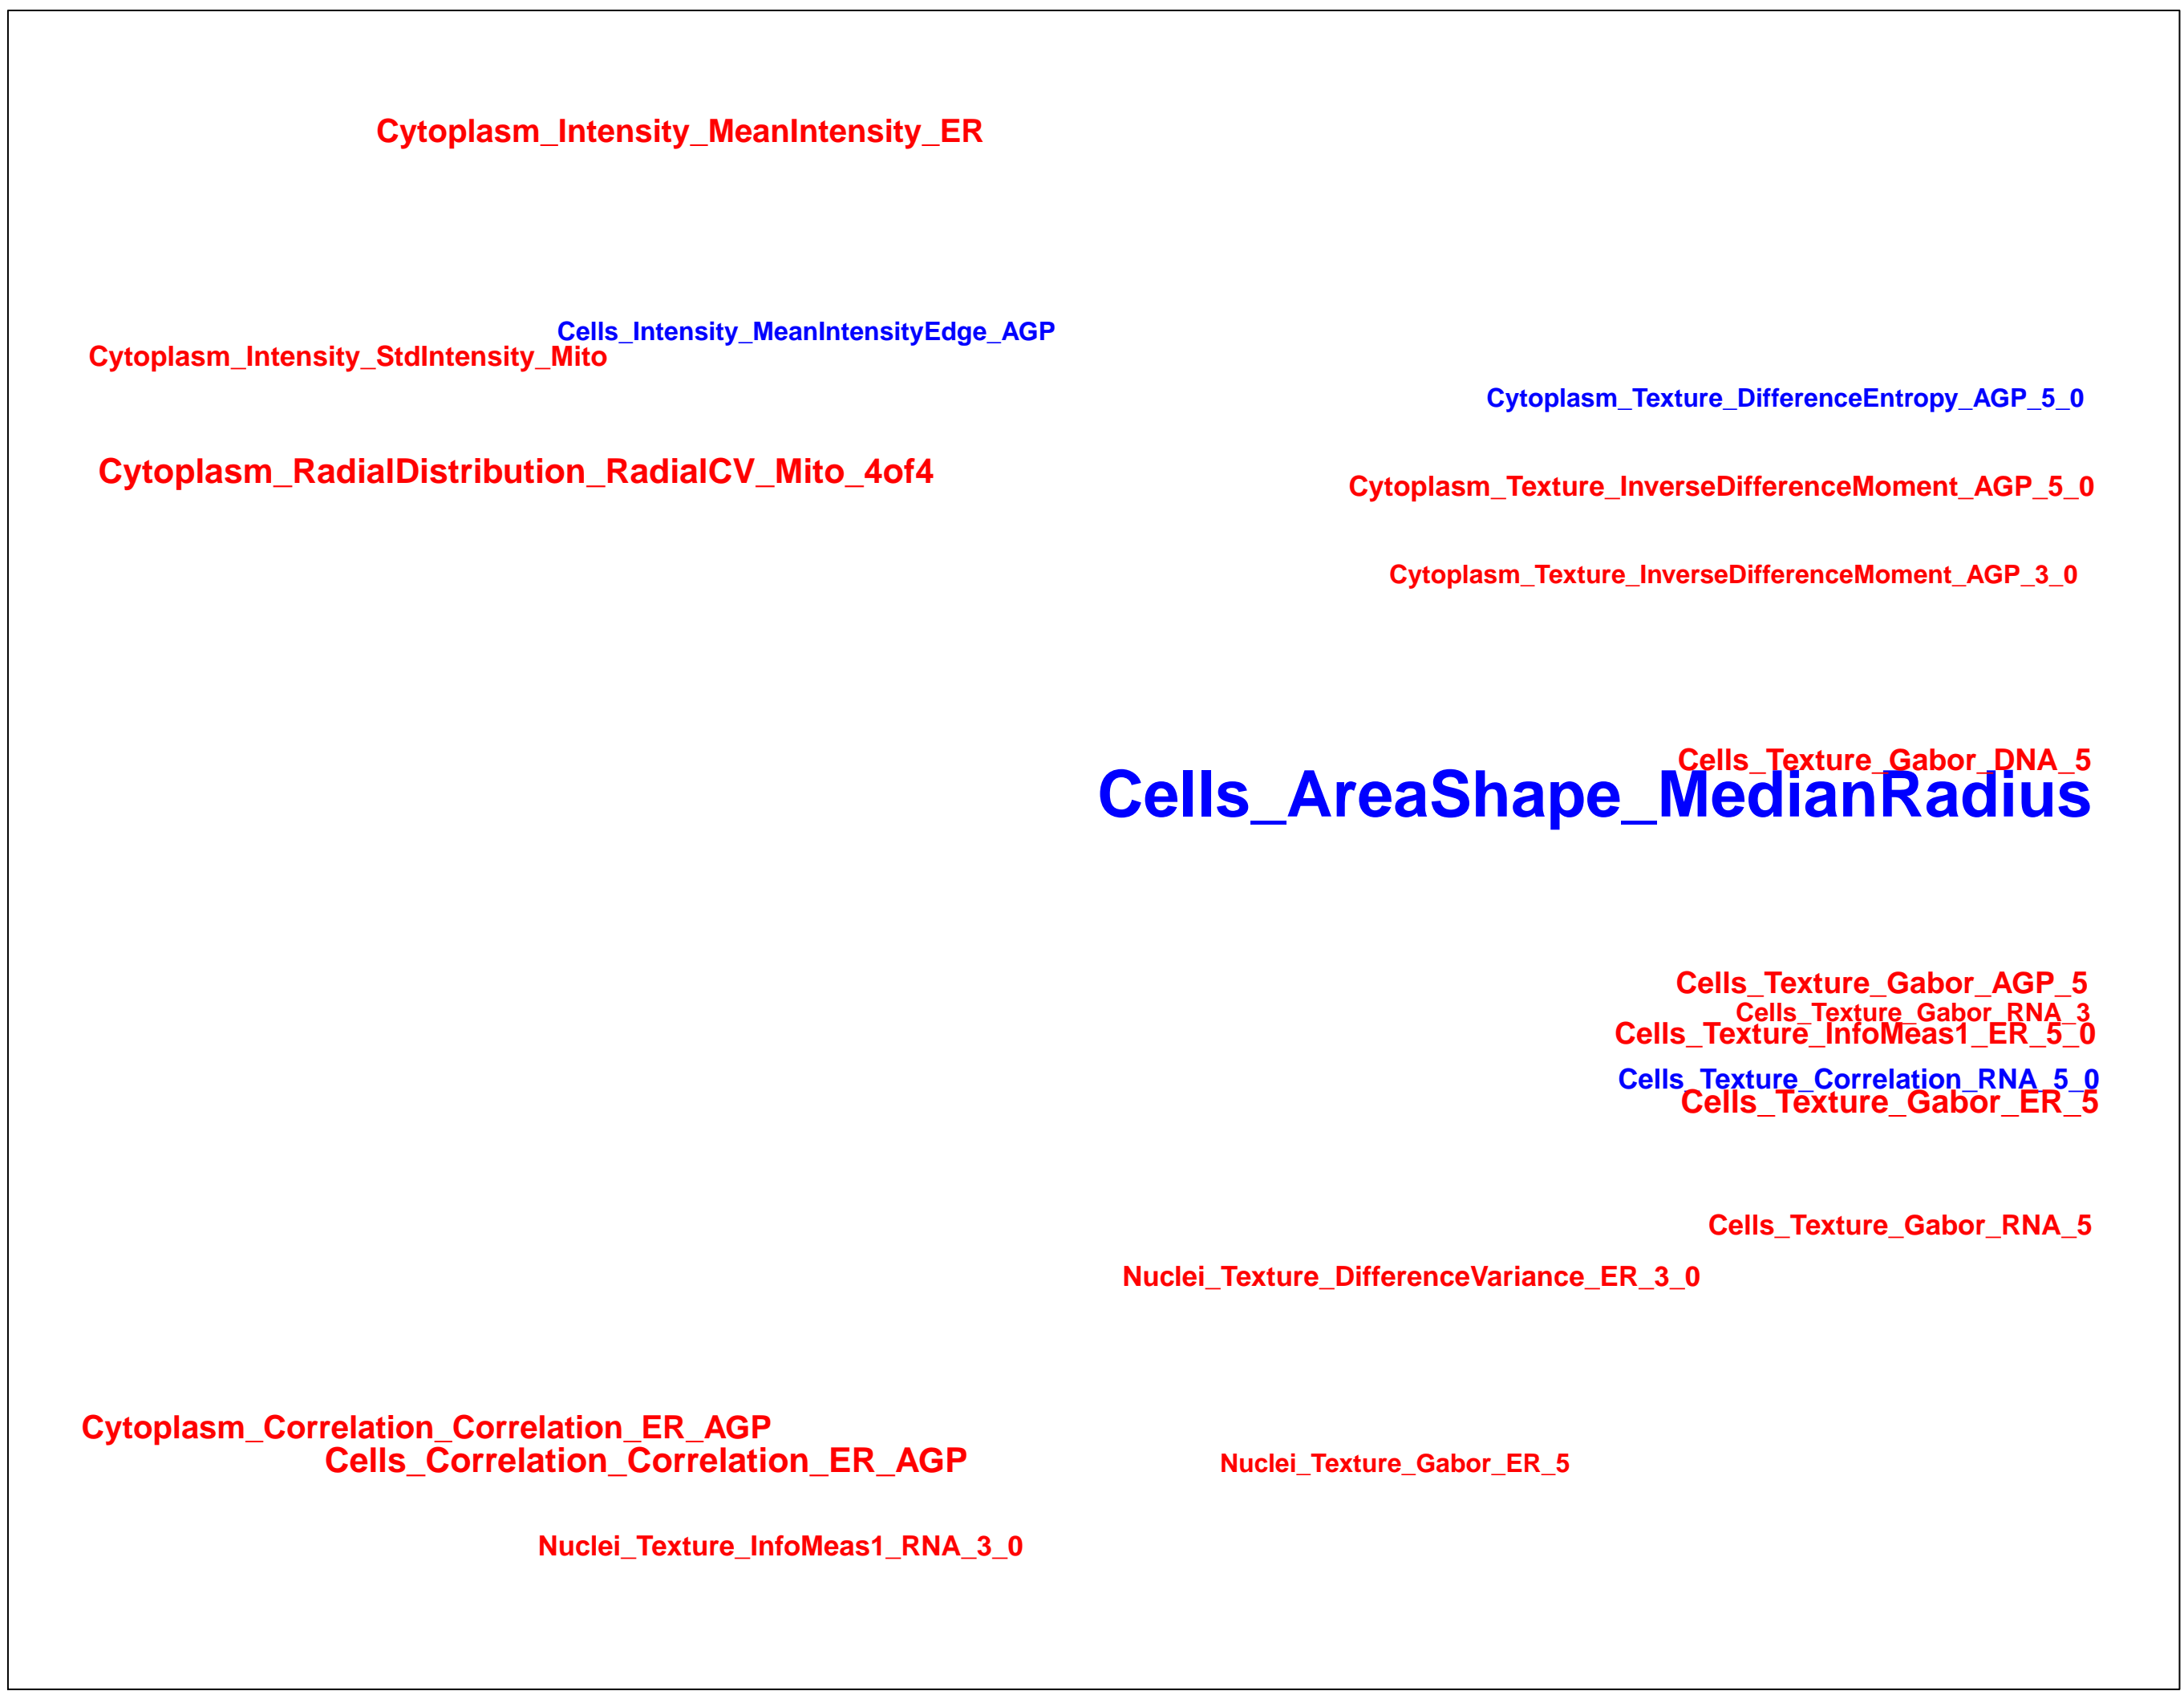 Cytoplasm_Intensity_MeanIntensity_ER
Cells_Intensity_MeanIntensityEdge_AGP
Cytoplasm_Intensity_StdIntensity_Mito
Cytoplasm_Texture_DifferenceEntropy_AGP_5_0
Cytoplasm_RadialDistribution_RadialCV_Mito_4of4
Cytoplasm_Texture_InverseDifferenceMoment_AGP_5_0
Cytoplasm_Texture_InverseDifferenceMoment_AGP_3_0
Cells_Texture_Gabor_DNA_5
Cells_AreaShape_MedianRadius
Cells_Texture_Gabor_AGP_5
Cells_Texture_Gabor_RNA_3
Cells_Texture_InfoMeas1_ER_5_0
Cells_Texture_Correlation_RNA_5_0
Cells_Texture_Gabor_ER_5
Cells_Texture_Gabor_RNA_5
Nuclei_Texture_DifferenceVariance_ER_3_0
Cytoplasm_Correlation_Correlation_ER_AGP
Cells_Correlation_Correlation_ER_AGP
Nuclei_Texture_Gabor_ER_5
Nuclei_Texture_InfoMeas1_RNA_3_0